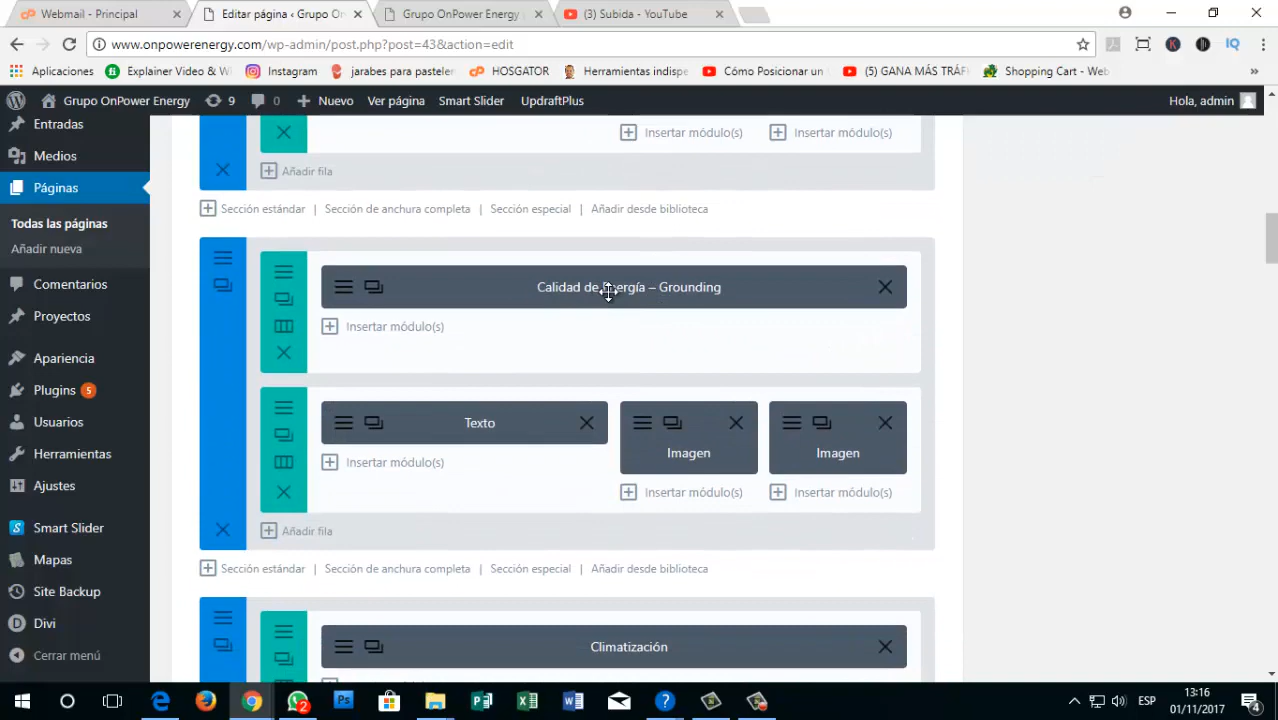 Webmail - Principal
Editar página ‹ Grupo On
Grupo OnPower Energy
(3) Subida - YouTube
www.onpowerenergy.com/wp-admin/post.php?post=43&action=edit
Aplicaciones
Explainer Video & Wi
Instagram
jarabes para pasteler
HOSGATOR
Herramientas indispe
Cómo Posicionar un
(5) GANA MÁS TRÁF
Shopping Cart - Web
Grupo OnPower Energy
9
0
Nuevo
Ver página
Smart Slider
UpdraftPlus
Hola, admin
Entradas
Medios
Páginas
Todas las páginas
Añadir nueva
Comentarios
Proyectos
Apariencia
Plugins 5
Usuarios
Herramientas
Ajustes
Smart Slider
Mapas
Site Backup
Divi
Cerrar menú
Insertar módulo(s)
Insertar módulo(s)
Añadir fila
Sección estándar | Sección de anchura completa | Sección especial | Añadir desde biblioteca
Calidad de Energía – Grounding
Insertar módulo(s)
Texto
Imagen
Imagen
Insertar módulo(s)
Insertar módulo(s)
Insertar módulo(s)
Añadir fila
Sección estándar | Sección de anchura completa | Sección especial | Añadir desde biblioteca
Climatización
2
ESP
13:16
01/11/2017
4